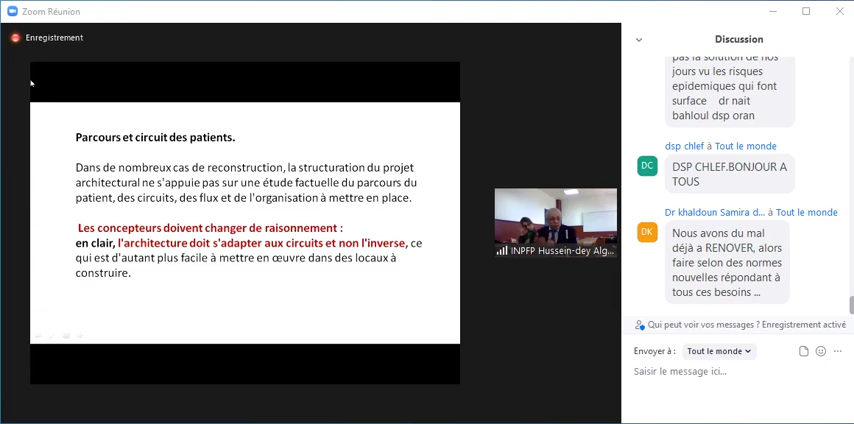 Zoom Réunion
Enregistrement
Parcours et circuit des patients.
Dans de nombreux cas de reconstruction, la structuration du projet
architectural ne s'appuie pas sur une étude factuelle du parcours du
patient, des circuits, des flux et de l'organisation à mettre en place.
Les concepteurs doivent changer de raisonnement :
en clair, l'architecture doit s'adapter aux circuits et non l'inverse, ce
qui est d'autant plus facile à mettre en œuvre dans des locaux à
construire.
INPFP Hussein-dey Alg...
Discussion
pas la solution de nos
jours vu les risques
epidemiques qui font
surface dr nait
bahloul dsp oran
dsp chlef à Tout le monde
DC
DSP CHLEF.BONJOUR A
TOUS
Dr khaldoun Samira d... à Tout le monde
DK
Nous avons du mal
déjà a RENOVER, alors
faire selon des normes
nouvelles répondant à
tous ces besoins ...
Qui peut voir vos messages ? Enregistrement activé
Envoyer à : Tout le monde
Saisir le message ici...